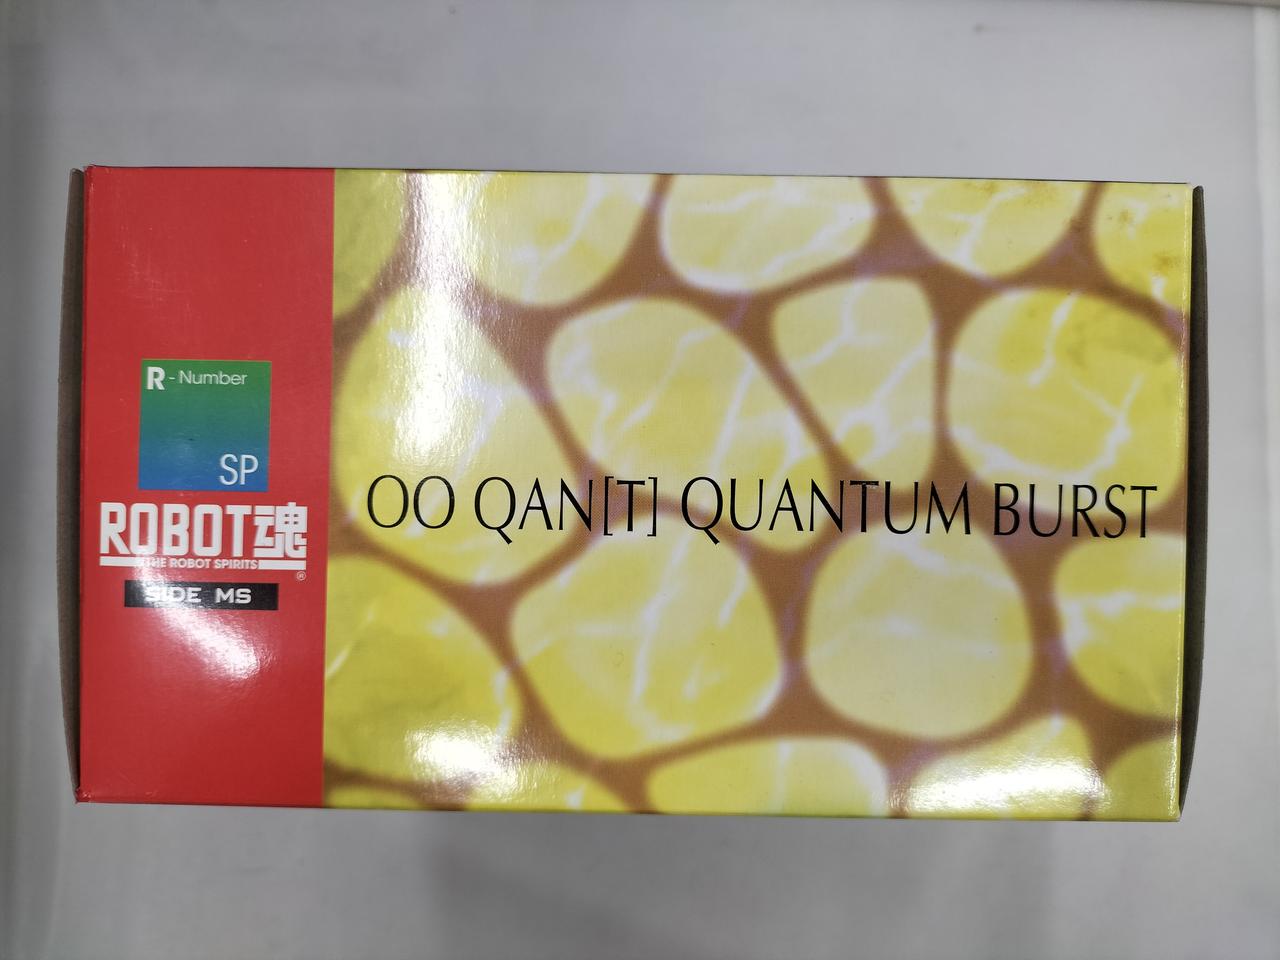 R - Number
SP
ROBOT魂
THE ROBOT SPIRITS
®
SIDE MS
OO QAN[T] QUANTUM BURST